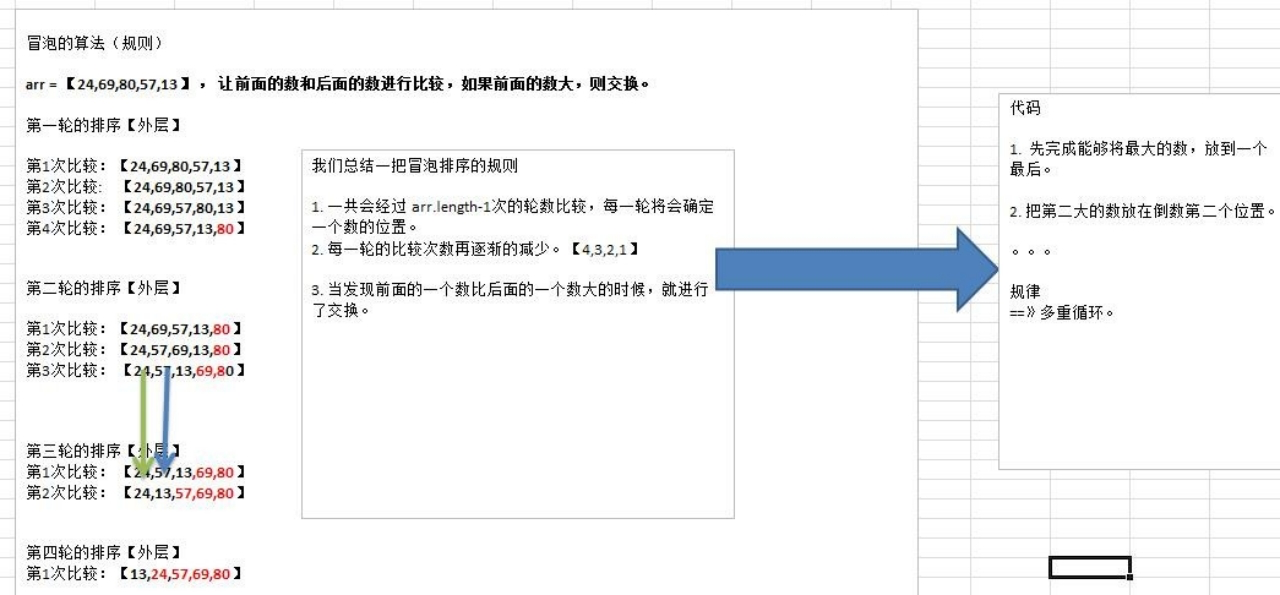 冒泡的算法（规则）
arr = 【24,69,80,57,13】 ， 让前面的数和后面的数进行比较，如果前面的数大，则交换。
第一轮的排序【外层】
第1次比较：【24,69,80,57,13】
第2次比较: 【24,69,80,57,13】
第3次比较：【24,69,57,80,13】
第4次比较：【24,69,57,13,80】
第二轮的排序【外层】
第1次比较：【24,69,57,13,80】
第2次比较：【24,57,69,13,80】
第3次比较：【24,57,13,69,80】
第三轮的排序【外层】
第1次比较：【24,57,13,69,80】
第2次比较：【24,13,57,69,80】
第四轮的排序【外层】
第1次比较：【13,24,57,69,80】
我们总结一把冒泡排序的规则
1. 一共会经过 arr.length-1次的轮数比较，每一轮将会确定
一个数的位置。
2. 每一轮的比较次数再逐渐的减少。【4,3,2,1】
3. 当发现前面的一个数比后面的一个数大的时候，就进行
了交换。
代码
1. 先完成能够将最大的数，放到一个
最后。
2. 把第二大的数放在倒数第二个位置。
。。。
规律
==》多重循环。